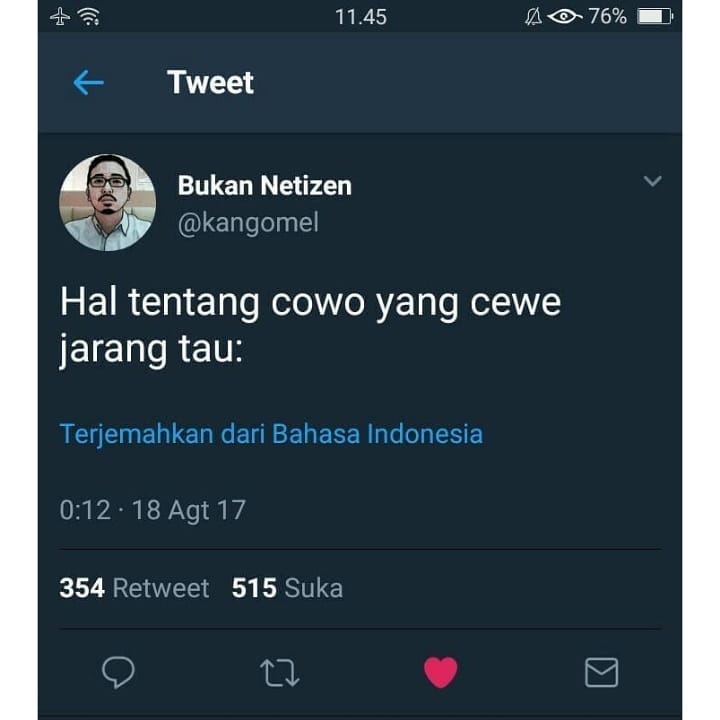 11.45
76%
Tweet
Bukan Netizen
@kangomel
Hal tentang cowo yang cewe
jarang tau:
Terjemahkan dari Bahasa Indonesia
0:12 · 18 Agt 17
354 Retweet 515 Suka